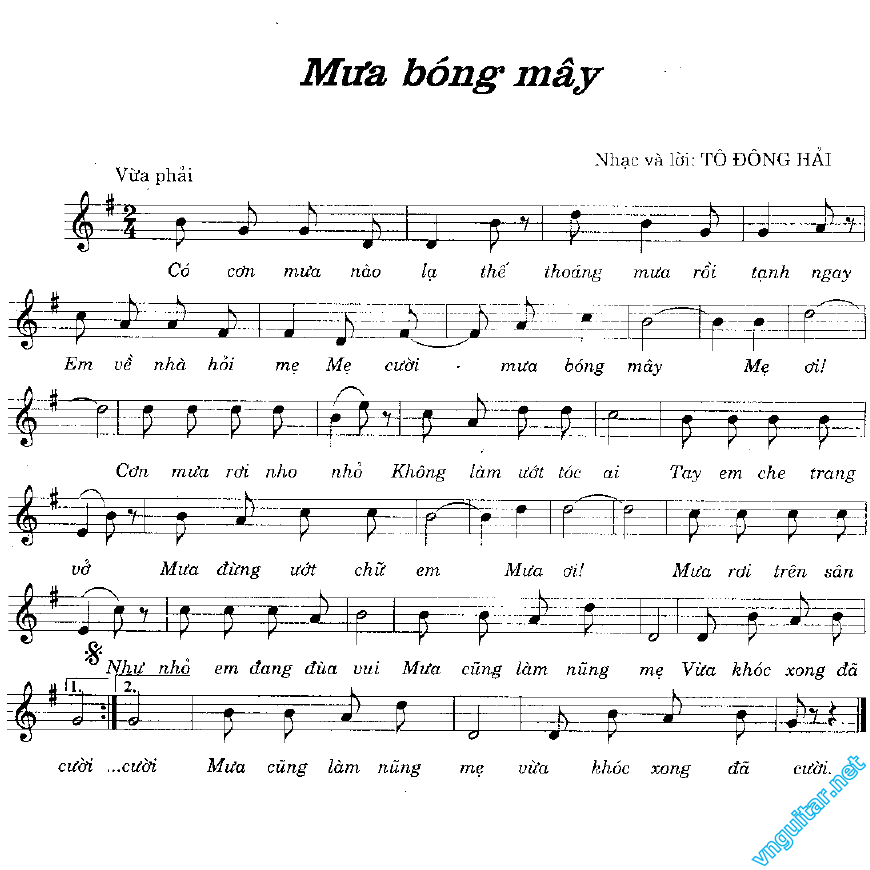 Mưa bóng mây
Nhạc và lời: TÔ ĐÔNG HẢI
Vừa phải
2
4
Có cơn mưa nào lạ thế thoáng mưa rồi tạnh ngay
Em về nhà hỏi mẹ Mẹ cười - mưa bóng mây Mẹ ơi!
Cơn mưa rơi nho nhỏ Không làm ướt tóc ai Tay em che trang
vở Mưa đừng ướt chữ em Mưa ơi! Mưa rơi trên sân
Như nhỏ em đang đùa vui Mưa cũng làm nũng mẹ Vừa khóc xong đã
1. 2.
cười ...cười Mưa cũng làm nũng mẹ vừa khóc xong đã cười.
vnguitar.net